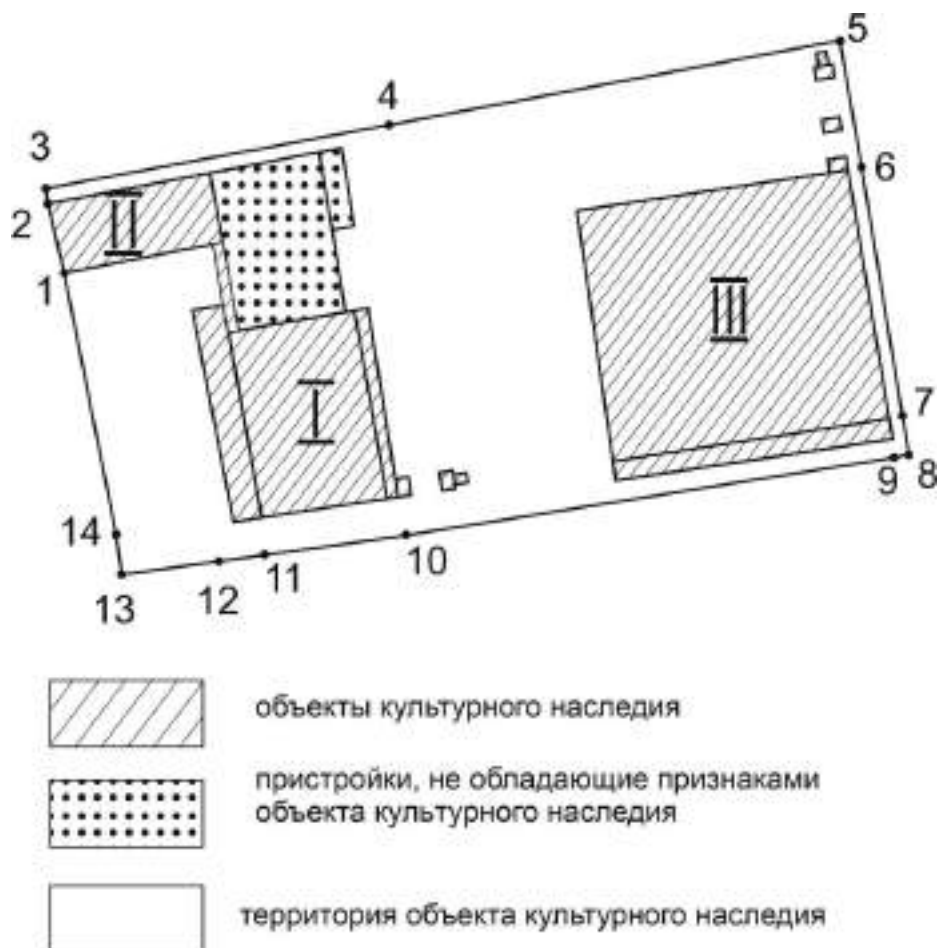 5
4
3
6
2
II
1
III
I
7
8
9
14
10
11
12
13
объекты культурного наследия
пристройки, не обладающие признаками
объекта культурного наследия
территория объекта культурного наследия